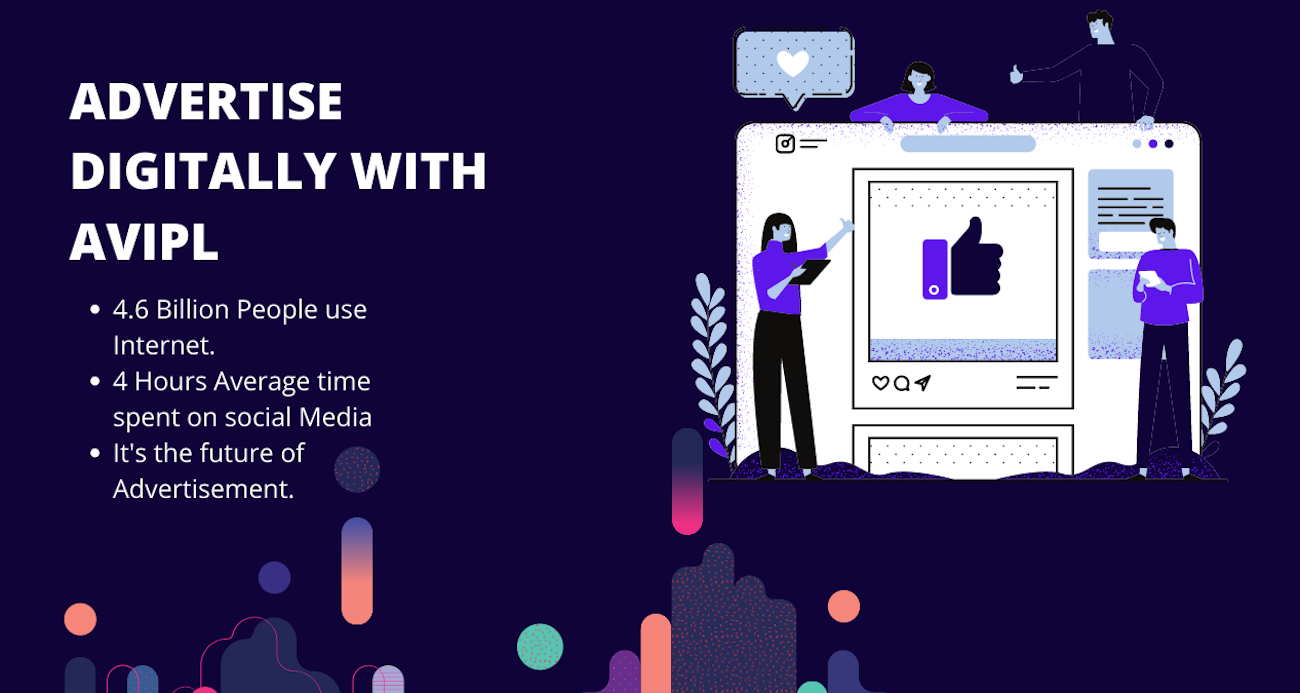 ADVERTISE
DIGITALLY WITH
AVIPL
• 4.6 Billion People use
Internet.
• 4 Hours Average time
spent on social Media
• It's the future of
Advertisement.